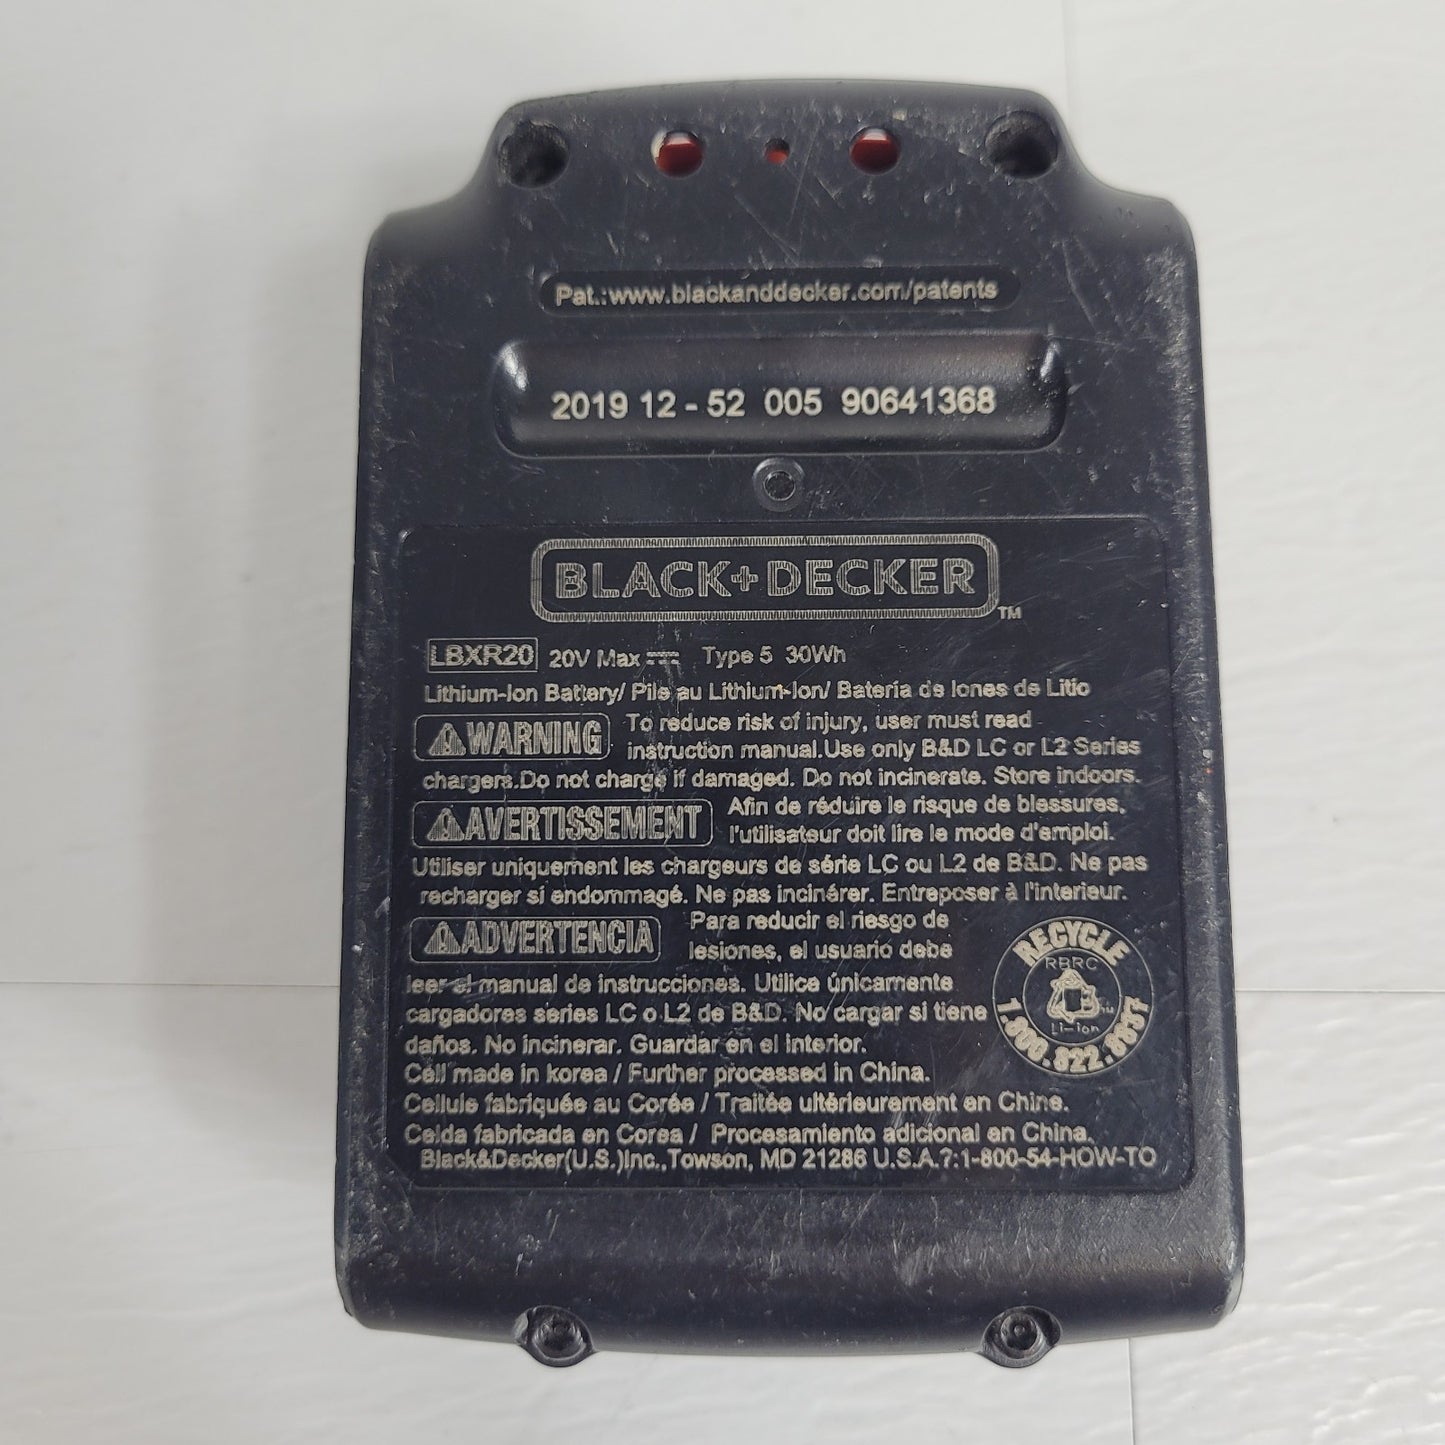 Pat.:www.blackanddecker.com/patents
2019 12 - 52 005 90641368
BLACK+DECKER
TM
LBXR20 20V Max Type 5 30Wh
Lithium-Ion Battery/ Pile au Lithium-Ion/ Batería de Iones de Litio
WARNING To reduce risk of injury, user must read
instruction manual.Use only B&D LC or L2 Series
chargers.Do not charge if damaged. Do not incinerate. Store indoors.
AVERTISSEMENT Afin de réduire le risque de blessures,
l'utilisateur doit lire le mode d'emploi.
Utiliser uniquement les chargeurs de série LC ou L2 de B&D. Ne pas
recharger si endommagé. Ne pas incinérer. Entreposer à l'interieur.
ADVERTENCIA Para reducir el riesgo de
lesiones, el usuario debe
leer el manual de instrucciones. Utilice únicamente
cargadores series LC o L2 de B&D. No cargar si tiene
daños. No incinerar. Guardar en el interior.
RECYCLE
RBRC
TM
Li-ion
1.800.822.8837
Cell made in korea / Further processed in China.
Cellule fabriquée au Corée / Traitée ultérieurement en Chine.
Celda fabricada en Corea / Procesamiento adicional en China.
Black&Decker(U.S.)Inc.,Towson, MD 21286 U.S.A.?:1-800-54-HOW-TO